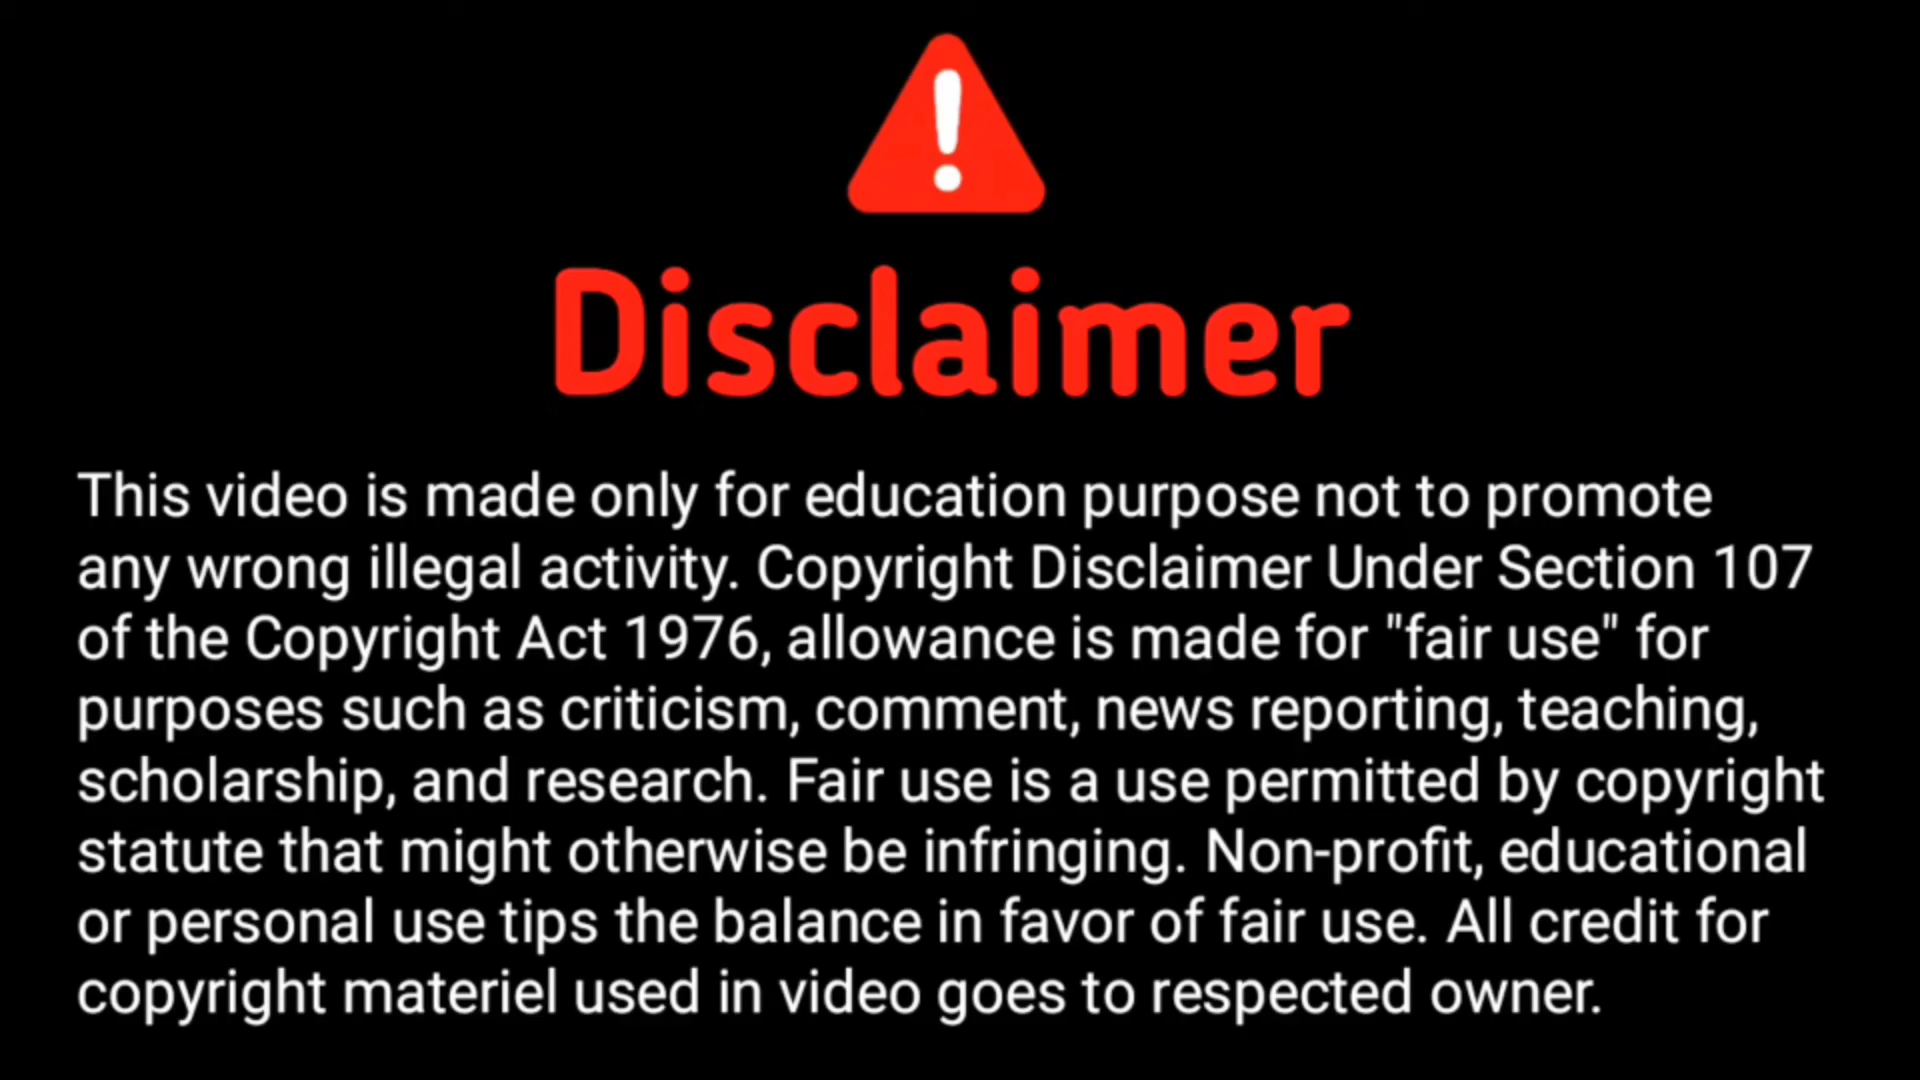 Disclaimer
This video is made only for education purpose not to promote
any wrong illegal activity. Copyright Disclaimer Under Section 107
of the Copyright Act 1976, allowance is made for "fair use" for
purposes such as criticism, comment, news reporting, teaching,
scholarship, and research. Fair use is a use permitted by copyright
statute that might otherwise be infringing. Non-profit, educational
or personal use tips the balance in favor of fair use. All credit for
copyright materiel used in video goes to respected owner.